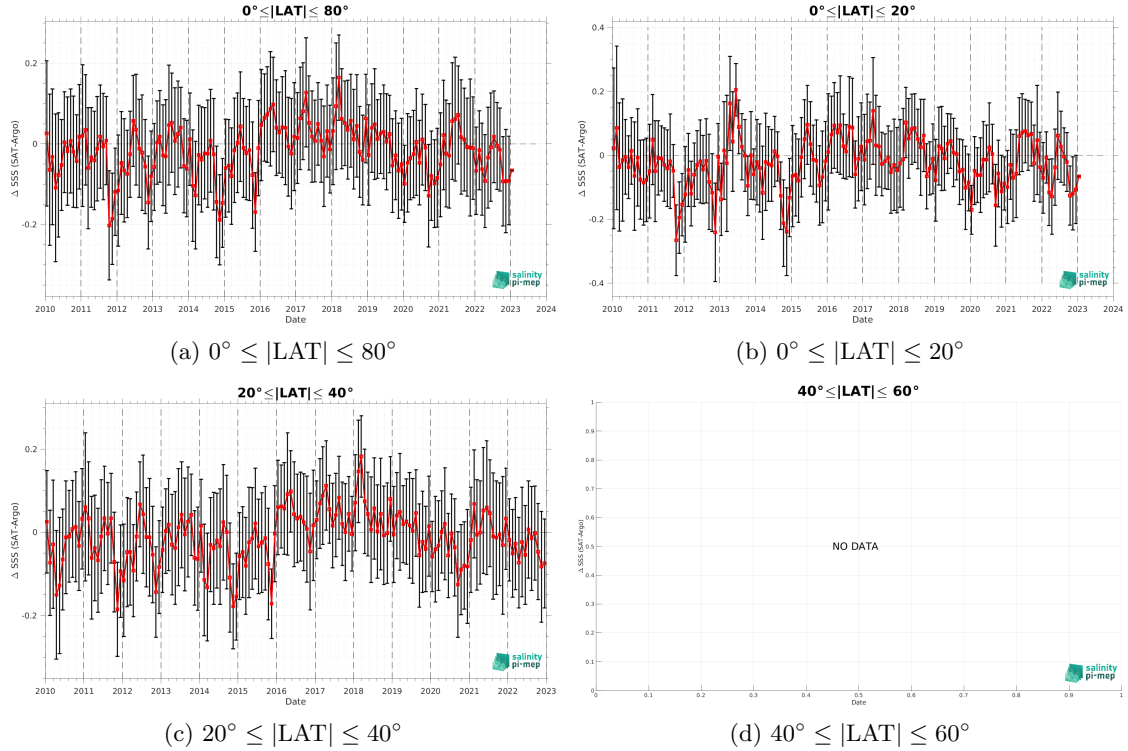 0°≤|LAT|≤ 80°
Δ SSS (SAT-Argo)
0.2
0
-0.2
2010 2011 2012 2013 2014 2015 2016 2017 2018 2019 2020 2021 2022 2023 2024
Date
salinity
pi-mep
(a) 0° ≤ |LAT| ≤ 80°
0°≤|LAT|≤ 20°
Δ SSS (SAT-Argo)
0.4
0.2
0
-0.2
-0.4
2010 2011 2012 2013 2014 2015 2016 2017 2018 2019 2020 2021 2022 2023 2024
Date
salinity
pi-mep
(b) 0° ≤ |LAT| ≤ 20°
20°≤|LAT|≤ 40°
Δ SSS (SAT-Argo)
0.2
0
-0.2
2010 2011 2012 2013 2014 2015 2016 2017 2018 2019 2020 2021 2022 2023
Date
salinity
pi-mep
(c) 20° ≤ |LAT| ≤ 40°
40°≤|LAT|≤ 60°
Δ SSS (SAT-Argo)
1
0.9
0.8
0.7
0.6
0.5
0.4
0.3
0.2
0.1
0
NO DATA
0 0.1 0.2 0.3 0.4 0.5 0.6 0.7 0.8 0.9 1
Date
salinity
pi-mep
(d) 40° ≤ |LAT| ≤ 60°